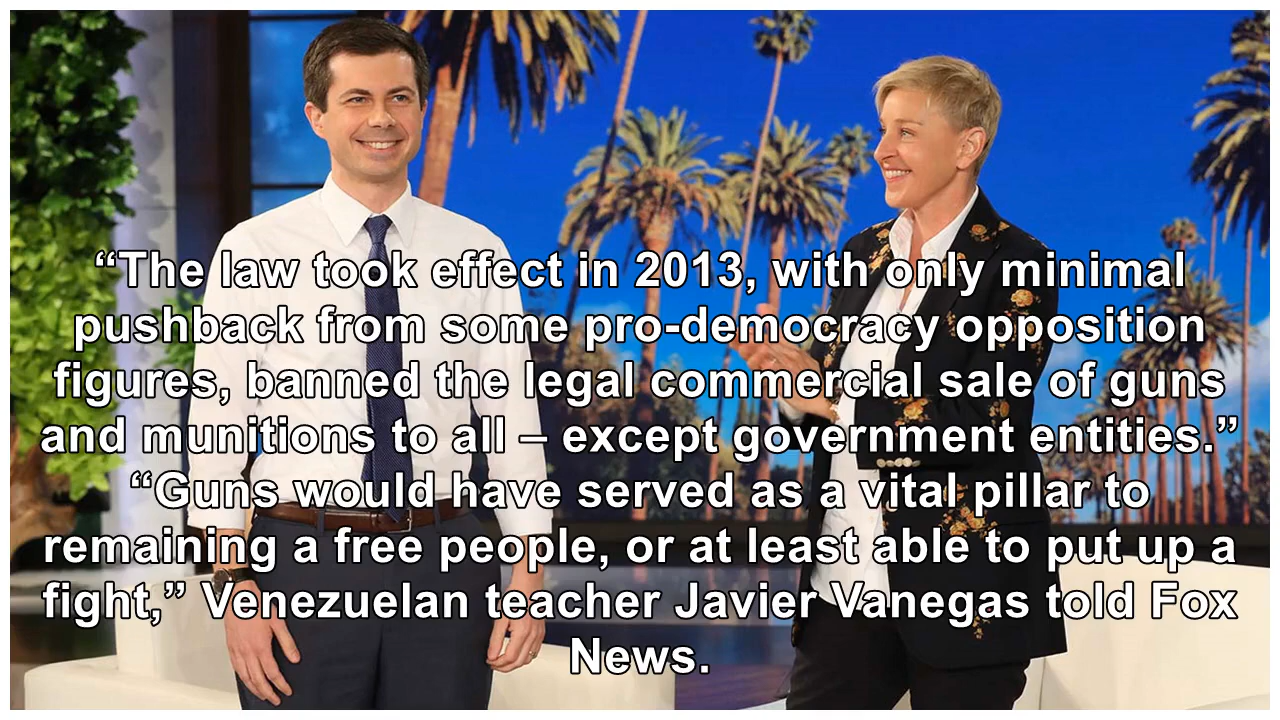 “The law took effect in 2013, with only minimal
pushback from some pro-democracy opposition
figures, banned the legal commercial sale of guns
and munitions to all – except government entities.”
“Guns would have served as a vital pillar to
remaining a free people, or at least able to put up a
fight,” Venezuelan teacher Javier Vanegas told Fox
News.